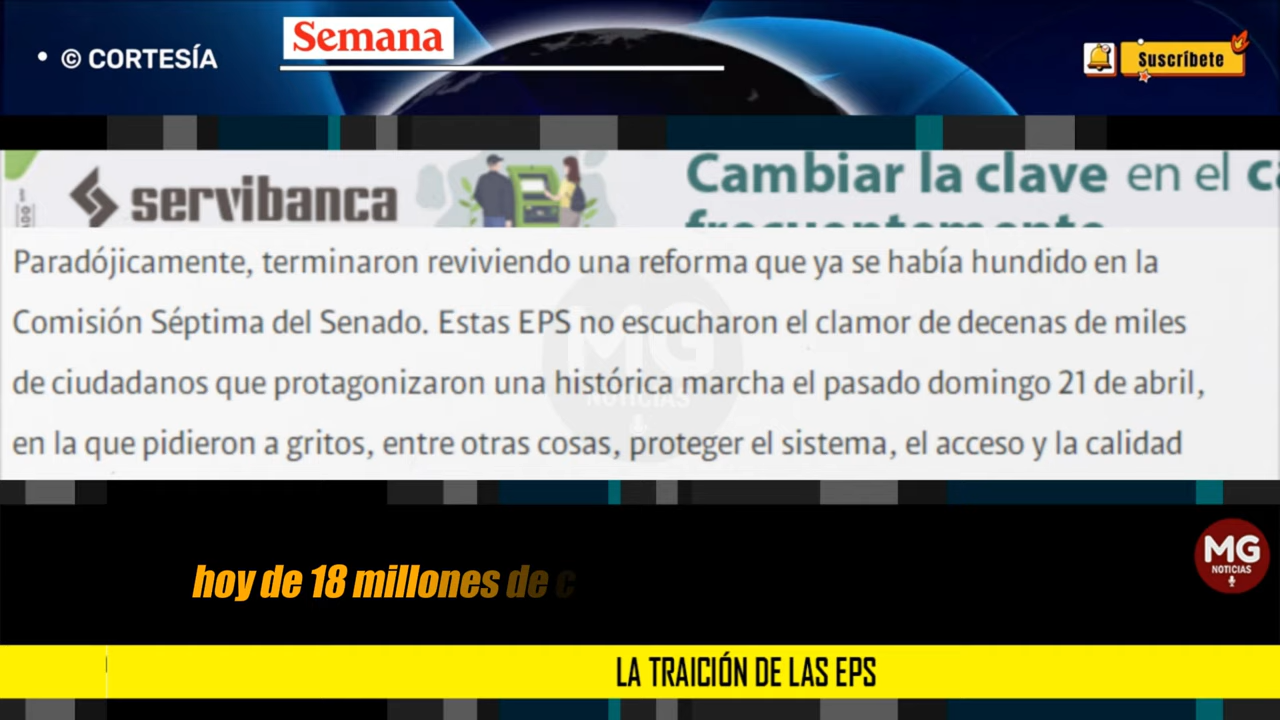 © CORTESÍA
Semana
Suscríbete
servibanca
Cambiar la clave en el
frecuentemente
Paradójicamente, terminaron reviviendo una reforma que ya se había hundido en la
Comisión Séptima del Senado. Estas EPS no escucharon el clamor de decenas de miles
de ciudadanos que protagonizaron una histórica marcha el pasado domingo 21 de abril,
en la que pidieron a gritos, entre otras cosas, proteger el sistema, el acceso y la calidad
MG
NOTICIAS
hoy de 18 millones de c
MG
NOTICIAS
LA TRAICIÓN DE LAS EPS